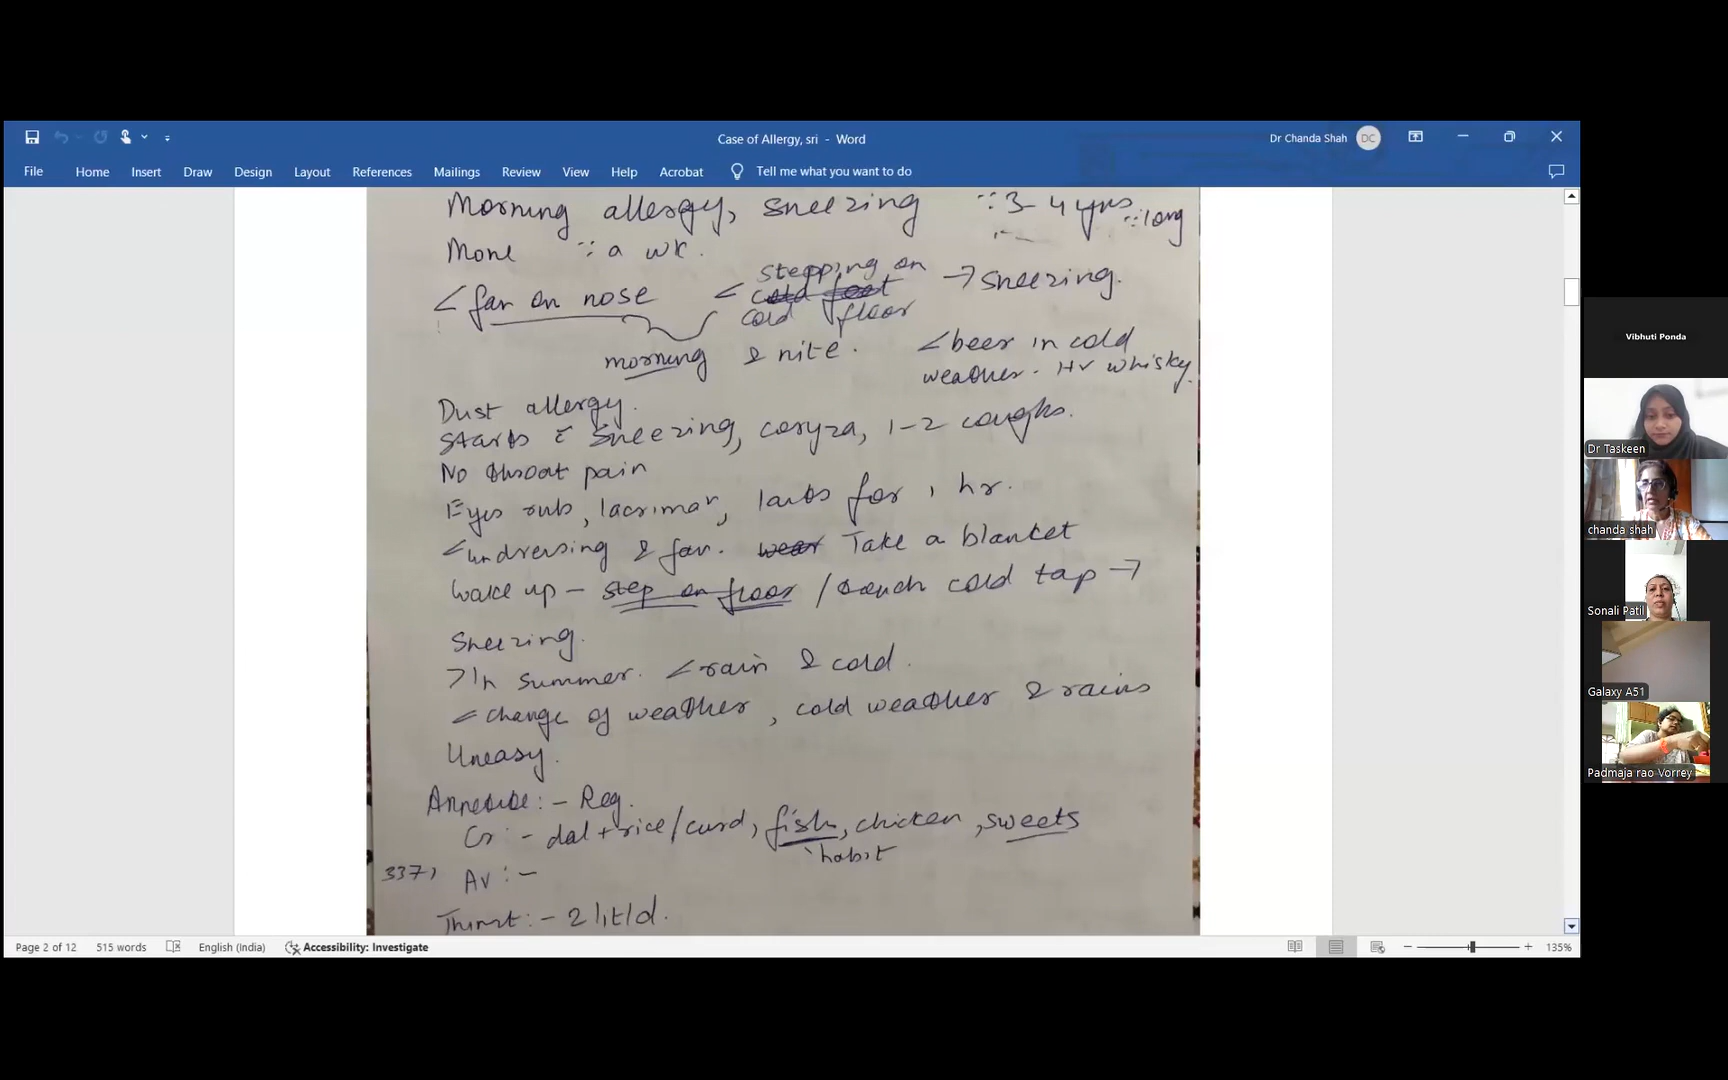 Case of Allergy, sri - Word
Dr Chanda Shah
DC
File Home Insert Draw Design Layout References Mailings Review View Help Acrobat Tell me what you want to do
Morning allergy, sneezing ∵ 3-4 yrs
∵ long
More ∵ a wk.
< fan on nose < stepping on cold floor → sneezing.
morning & nite.
< beer in cold
weather. Hv whisky.
Dust allergy.
Starts c̄ sneezing, coryza, 1-2 coughs.
No throat pain
Eyes rub, lacriman, lasts for 1 hr.
< undressing & fan. Take a blanket
Wake up - step on floor / touch cold tap →
Sneezing.
> In summer. < rain & cold.
< change of weather, cold weather & rains
Uneasy.
Appetite :- Reg.
Cr :- dal + rice / curd, fish, chicken, sweets
habit
337) Av :-
Thirst :- 2 lit/d.
Vibhuti Ponda
Dr Taskeen
chanda shah
Sonali Patil
Galaxy A51
Padmaja rao Vorrey
Page 2 of 12 515 words English (India) Accessibility: Investigate 135%